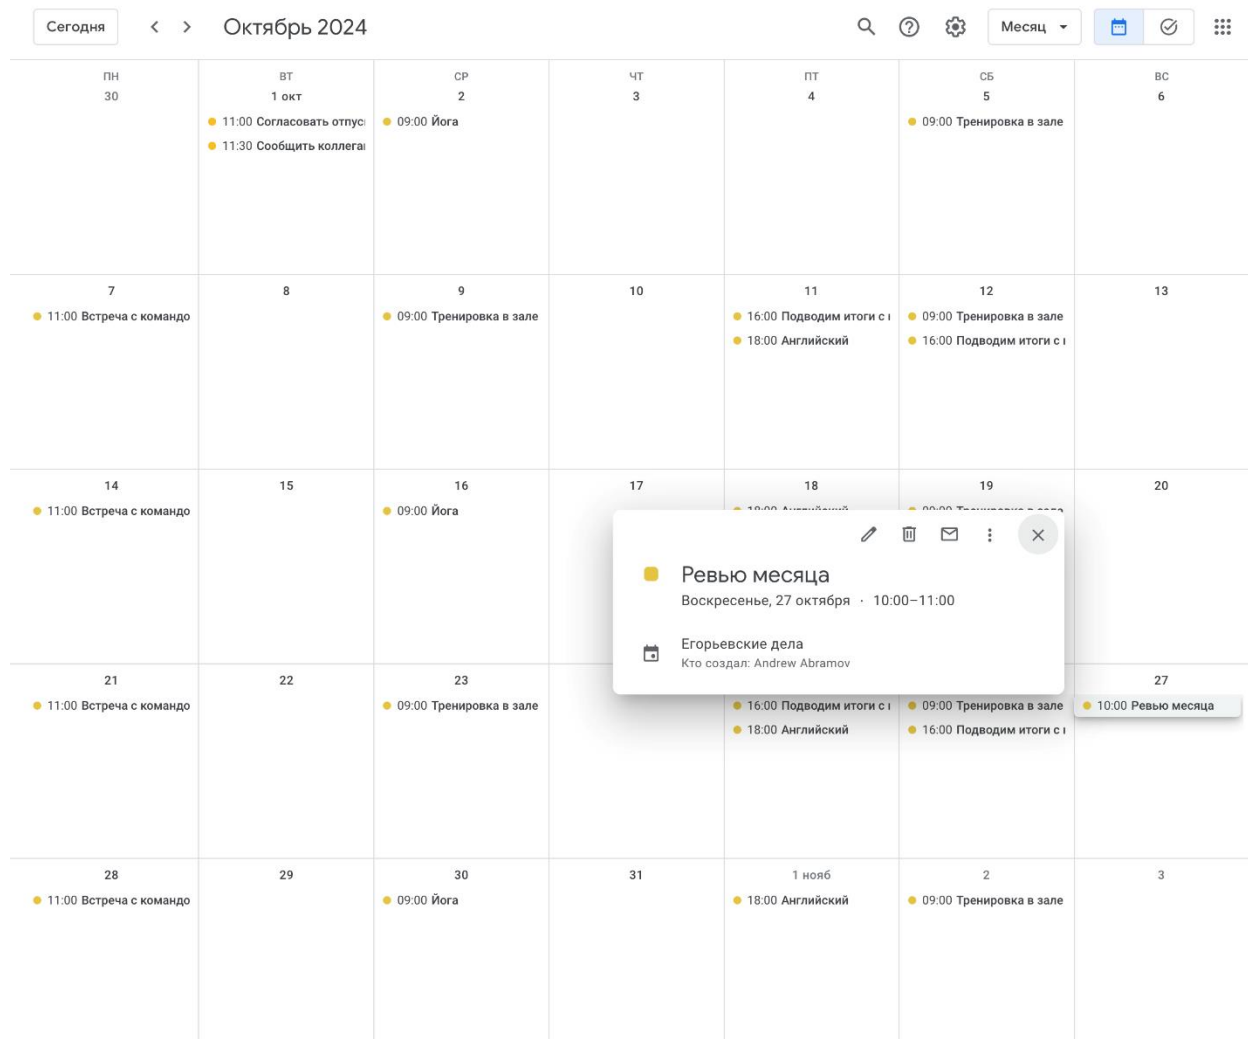 Сегодня Октябрь 2024 Месяц
ПН ВТ СР ЧТ ПТ СБ ВС
30 1 окт 2 3 4 5 6
11:00 Согласовать 09:00 Йога 09:00 Тренировка в зале
11:30 Сообщить
7 8 9 10 11 12 13
11:00 Встреча с командо 09:00 Тренировка в зале 16:00 Подводим итоги с 09:00 Тренировка в зале
18:00 Английский 16:00 Подводим итоги с
14 15 16 17 18 19 20
11:00 Встреча с командо 09:00 Йога
Ревью месяца
Воскресенье, 27 октября · 10:00–11:00
Егорьевские дела
Кто создал: Andrew Abramov
21 22 23 27
11:00 Встреча с командо 09:00 Тренировка в зале 16:00 Подводим итоги с 09:00 Тренировка в зале 10:00 Ревью месяца
18:00 Английский 16:00 Подводим итоги с
28 29 30 31 1 нояб 2 3
11:00 Встреча с командо 09:00 Йога 18:00 Английский 09:00 Тренировка в зале